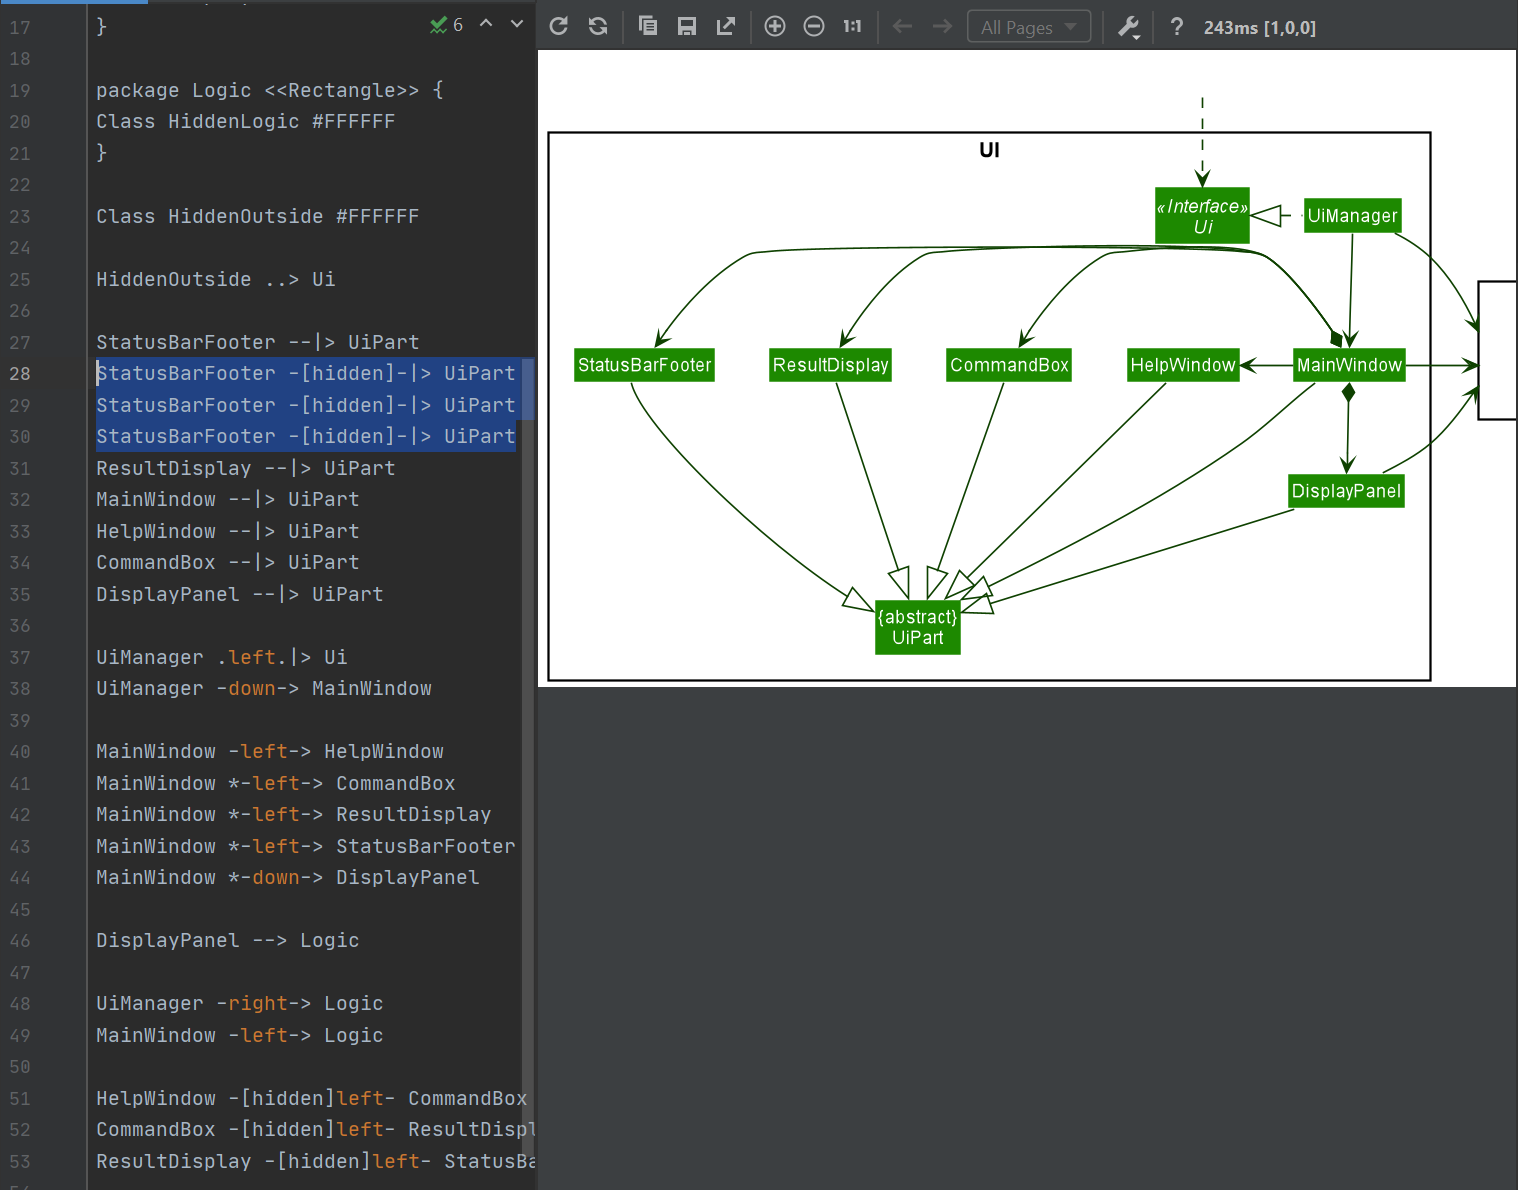 17 }
6
18
19 package Logic <<Rectangle>> {
20 Class HiddenLogic #FFFFFF
21 }
22
23 Class HiddenOutside #FFFFFF
24
25 HiddenOutside ..> Ui
26
27 StatusBarFooter --|> UiPart
28 StatusBarFooter -[hidden]-|> UiPart
29 StatusBarFooter -[hidden]-|> UiPart
30 StatusBarFooter -[hidden]-|> UiPart
31 ResultDisplay --|> UiPart
32 MainWindow --|> UiPart
33 HelpWindow --|> UiPart
34 CommandBox --|> UiPart
35 DisplayPanel --|> UiPart
36
37 UiManager .left.|> Ui
38 UiManager -down-> MainWindow
39
40 MainWindow -left-> HelpWindow
41 MainWindow *-left-> CommandBox
42 MainWindow *-left-> ResultDisplay
43 MainWindow *-left-> StatusBarFooter
44 MainWindow *-down-> DisplayPanel
45
46 DisplayPanel --> Logic
47
48 UiManager -right-> Logic
49 MainWindow -left-> Logic
50
51 HelpWindow -[hidden]left- CommandBox
52 CommandBox -[hidden]left- ResultDispl
53 ResultDisplay -[hidden]left- StatusBa
1:1 All Pages ? 243ms [1,0,0]
UI
«Interface»
Ui
UiManager
StatusBarFooter
ResultDisplay
CommandBox
HelpWindow
MainWindow
DisplayPanel
{abstract}
UiPart